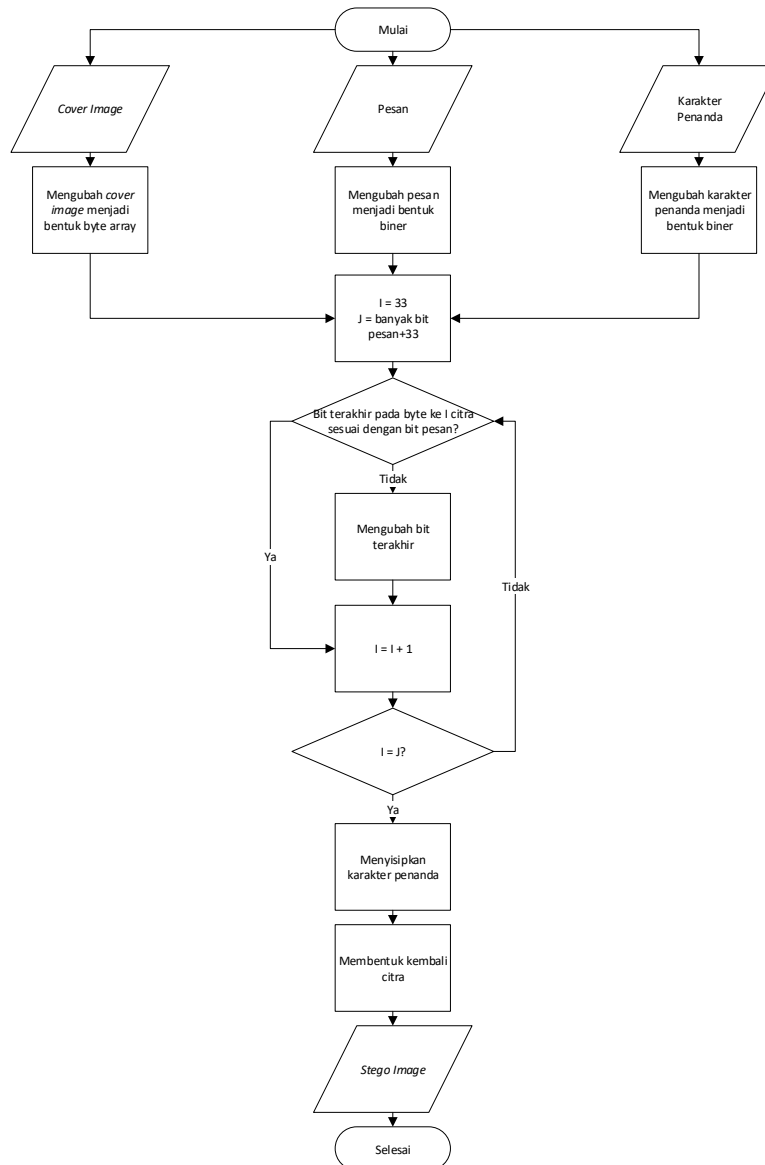 Mulai
Cover Image
Pesan
Karakter
Penanda
Mengubah cover
image menjadi
bentuk byte array
Mengubah pesan
menjadi bentuk
biner
Mengubah karakter
penanda menjadi
bentuk biner
I = 33
J = banyak bit
pesan+33
Bit terakhir pada byte ke I citra
sesuai dengan bit pesan?
Tidak
Mengubah bit
terakhir
Ya
Tidak
I = I + 1
I = J?
Ya
Menyisipkan
karakter penanda
Membentuk kembali
citra
Stego Image
Selesai